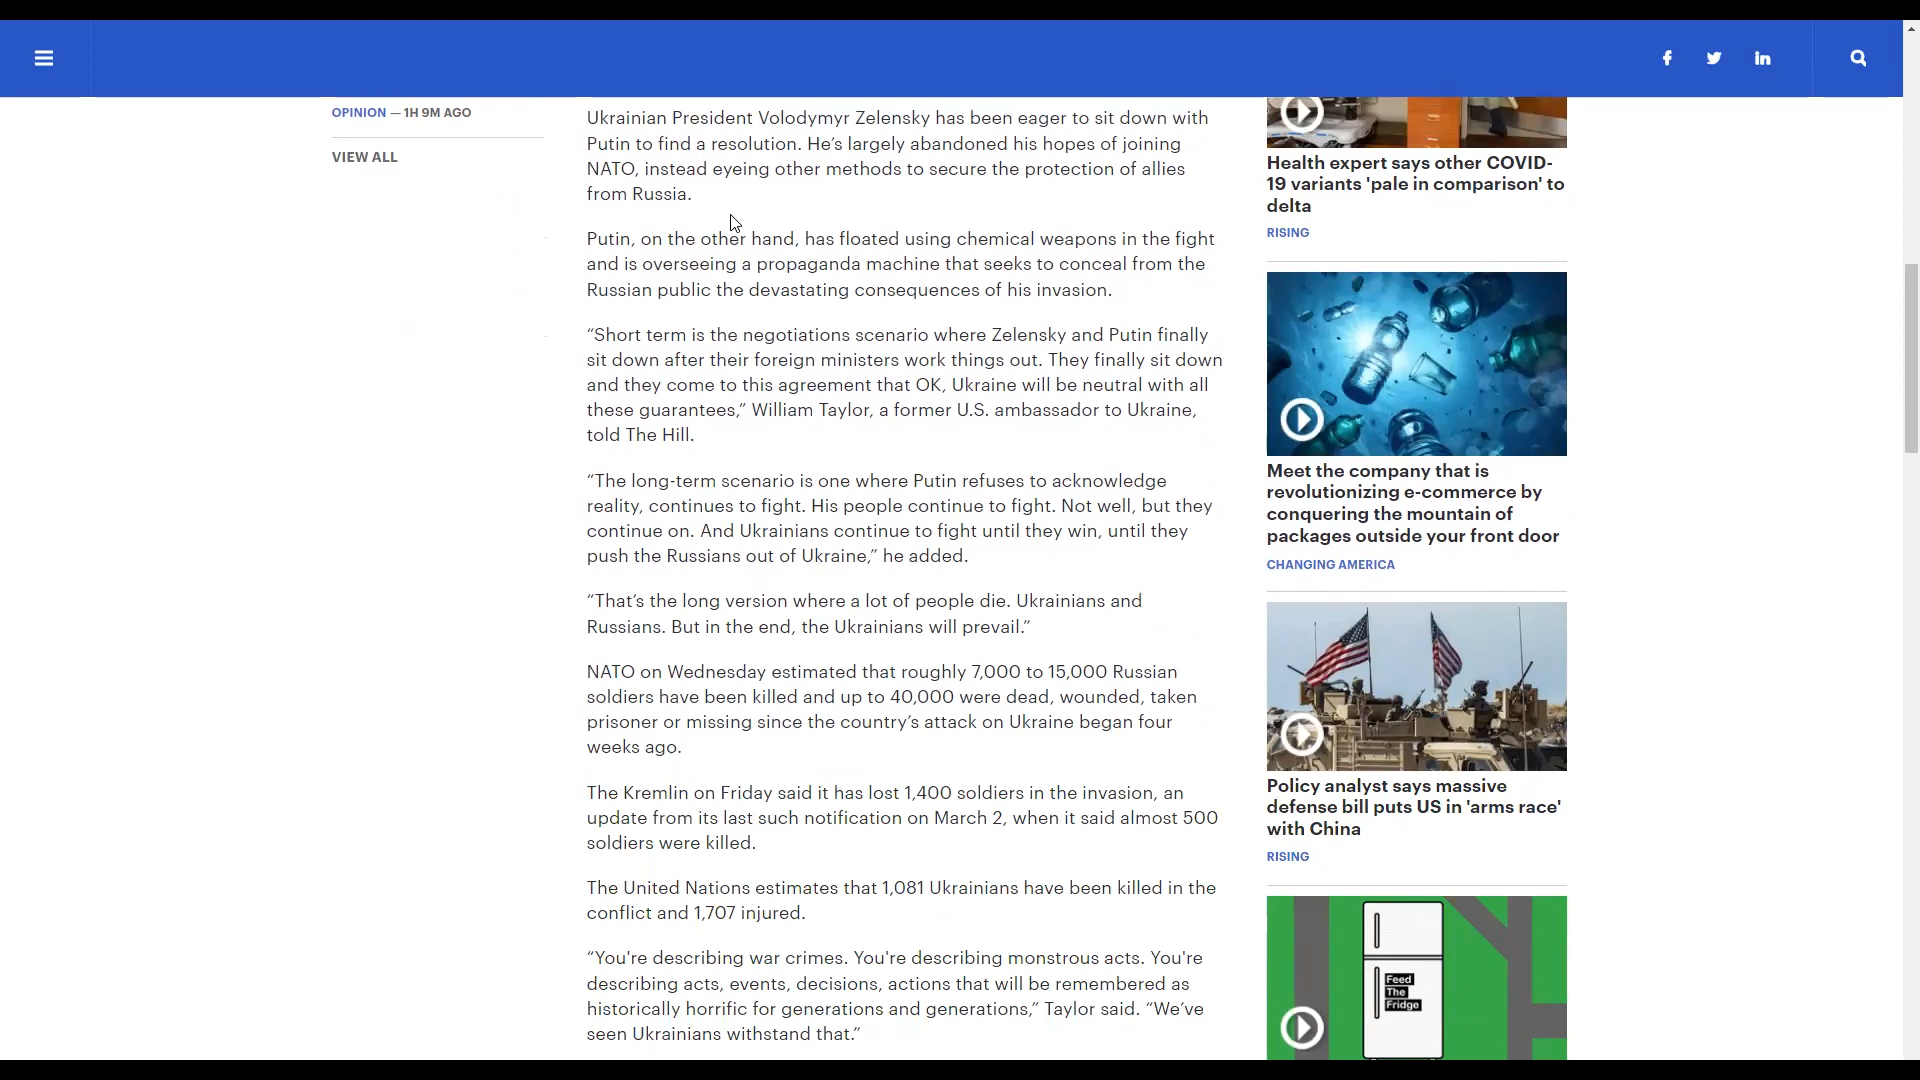 OPINION — 1H 9M AGO
VIEW ALL
Ukrainian President Volodymyr Zelensky has been eager to sit down with
Putin to find a resolution. He’s largely abandoned his hopes of joining
NATO, instead eyeing other methods to secure the protection of allies
from Russia.
Putin, on the other hand, has floated using chemical weapons in the fight
and is overseeing a propaganda machine that seeks to conceal from the
Russian public the devastating consequences of his invasion.
“Short term is the negotiations scenario where Zelensky and Putin finally
sit down after their foreign ministers work things out. They finally sit down
and they come to this agreement that OK, Ukraine will be neutral with all
these guarantees,” William Taylor, a former U.S. ambassador to Ukraine,
told The Hill.
“The long-term scenario is one where Putin refuses to acknowledge
reality, continues to fight. His people continue to fight. Not well, but they
continue on. And Ukrainians continue to fight until they win, until they
push the Russians out of Ukraine,” he added.
“That’s the long version where a lot of people die. Ukrainians and
Russians. But in the end, the Ukrainians will prevail.”
NATO on Wednesday estimated that roughly 7,000 to 15,000 Russian
soldiers have been killed and up to 40,000 were dead, wounded, taken
prisoner or missing since the country’s attack on Ukraine began four
weeks ago.
The Kremlin on Friday said it has lost 1,400 soldiers in the invasion, an
update from its last such notification on March 2, when it said almost 500
soldiers were killed.
The United Nations estimates that 1,081 Ukrainians have been killed in the
conflict and 1,707 injured.
“You're describing war crimes. You're describing monstrous acts. You're
describing acts, events, decisions, actions that will be remembered as
historically horrific for generations and generations,” Taylor said. “We’ve
seen Ukrainians withstand that.”
Health expert says other COVID-
19 variants 'pale in comparison' to
delta
RISING
Meet the company that is
revolutionizing e-commerce by
conquering the mountain of
packages outside your front door
CHANGING AMERICA
Policy analyst says massive
defense bill puts US in 'arms race'
with China
RISING
Feed
The
Fridge